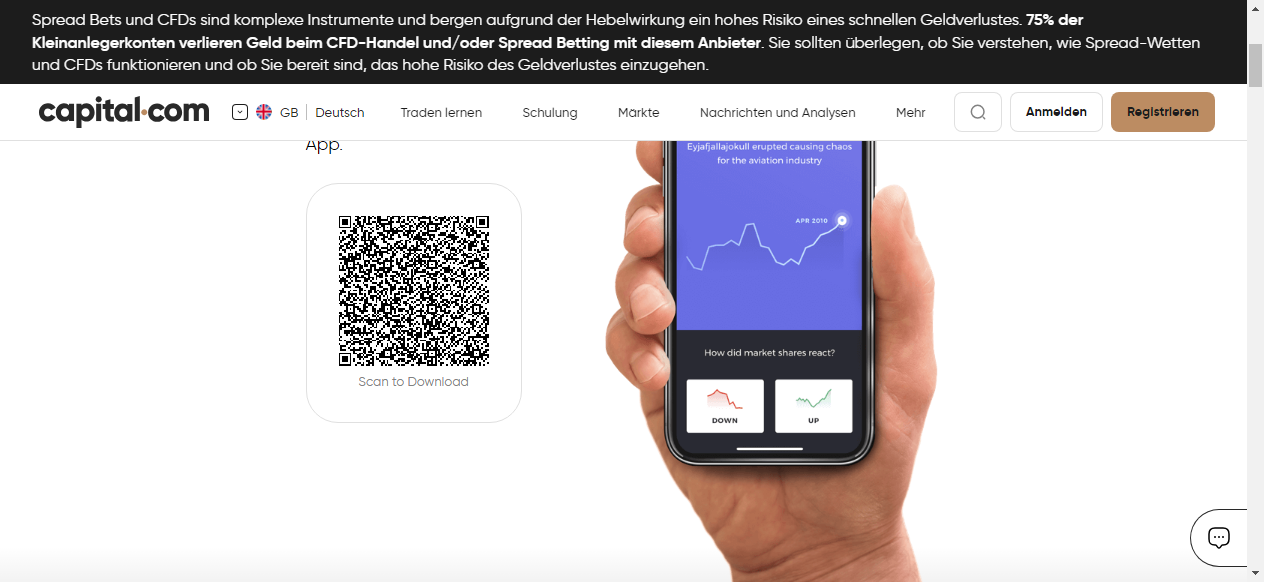 Spread Bets und CFDs sind komplexe Instrumente und bergen aufgrund der Hebelwirkung ein hohes Risiko eines schnellen Geldverlustes. 75% der
Kleinanlegerkonten verlieren Geld beim CFD-Handel und/oder Spread Betting mit diesem Anbieter. Sie sollten überlegen, ob Sie verstehen, wie Spread-Wetten
und CFDs funktionieren und ob Sie bereit sind, das hohe Risiko des Geldverlustes einzugehen.
capital.com GB Deutsch Traden lernen Schulung Märkte Nachrichten und Analysen Mehr Anmelden Registrieren
App.
Eyjafjallajokull erupted causing chaos
for the aviation industry
APR 2010
How did market shares react?
DOWN UP
Scan to Download